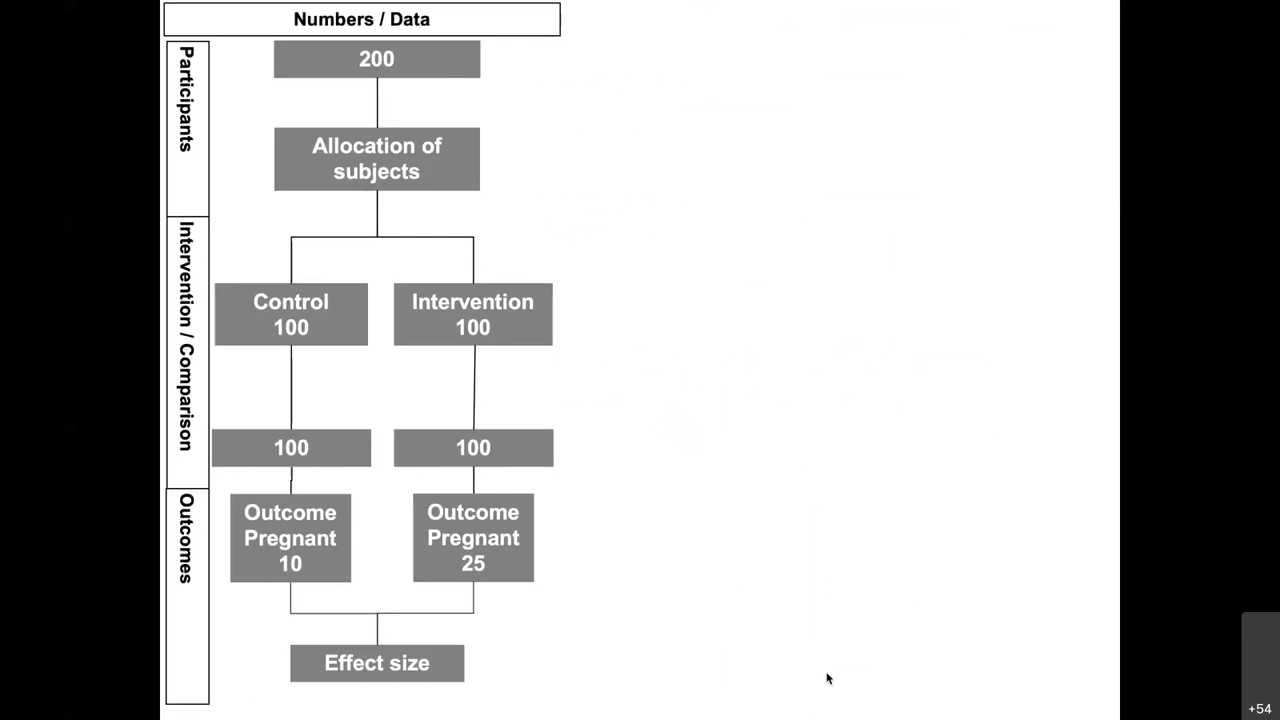 Numbers / Data
Participants
200
Allocation of
subjects
Intervention / Comparison
Control
100
Intervention
100
100
100
Outcomes
Outcome
Pregnant
10
Outcome
Pregnant
25
Effect size
+54